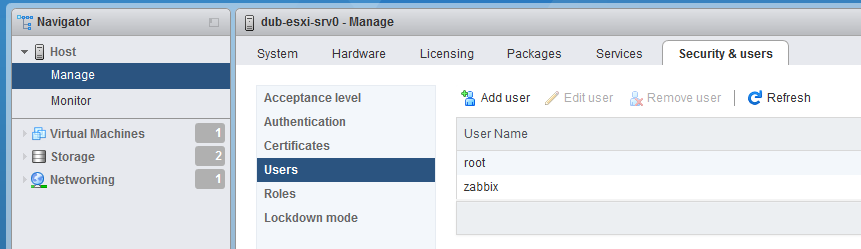 Navigator
Host
Manage
Monitor
Virtual Machines 1
Storage 2
Networking 1
dub-esxi-srv0 - Manage
System Hardware Licensing Packages Services Security & users
Acceptance level
Authentication
Certificates
Users
Roles
Lockdown mode
Add user Edit user Remove user Refresh
User Name
root
zabbix